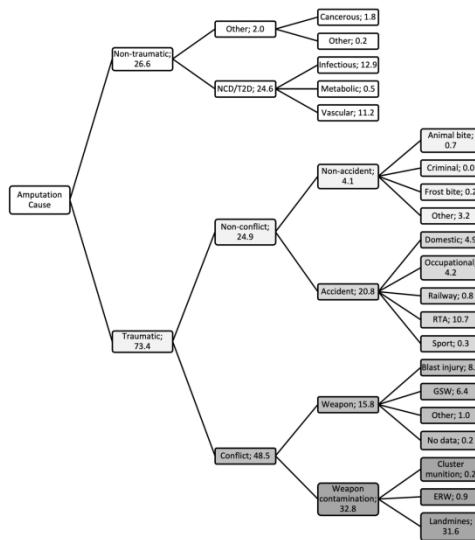 Cancerous; 1.8
Other; 2.0
Other; 0.2
Non-traumatic;
26.6
Infectious; 12.9
NCD/T2D; 24.6
Metabolic; 0.5
Vascular; 11.2
Animal bite;
0.7
Non-accident;
4.1
Criminal; 0.0
Frost bite; 0.2
Amputation
Cause
Other; 3.2
Non-conflict;
24.9
Domestic; 4.9
Occupational;
4.2
Accident; 20.8
Railway; 0.8
RTA; 10.7
Traumatic;
73.4
Sport; 0.3
Blast injury; 8.
Weapon; 15.8
GSW; 6.4
Other; 1.0
No data; 0.2
Conflict; 48.5
Cluster
munition; 0.2
Weapon
contamination;
32.8
ERW; 0.9
Landmines;
31.6